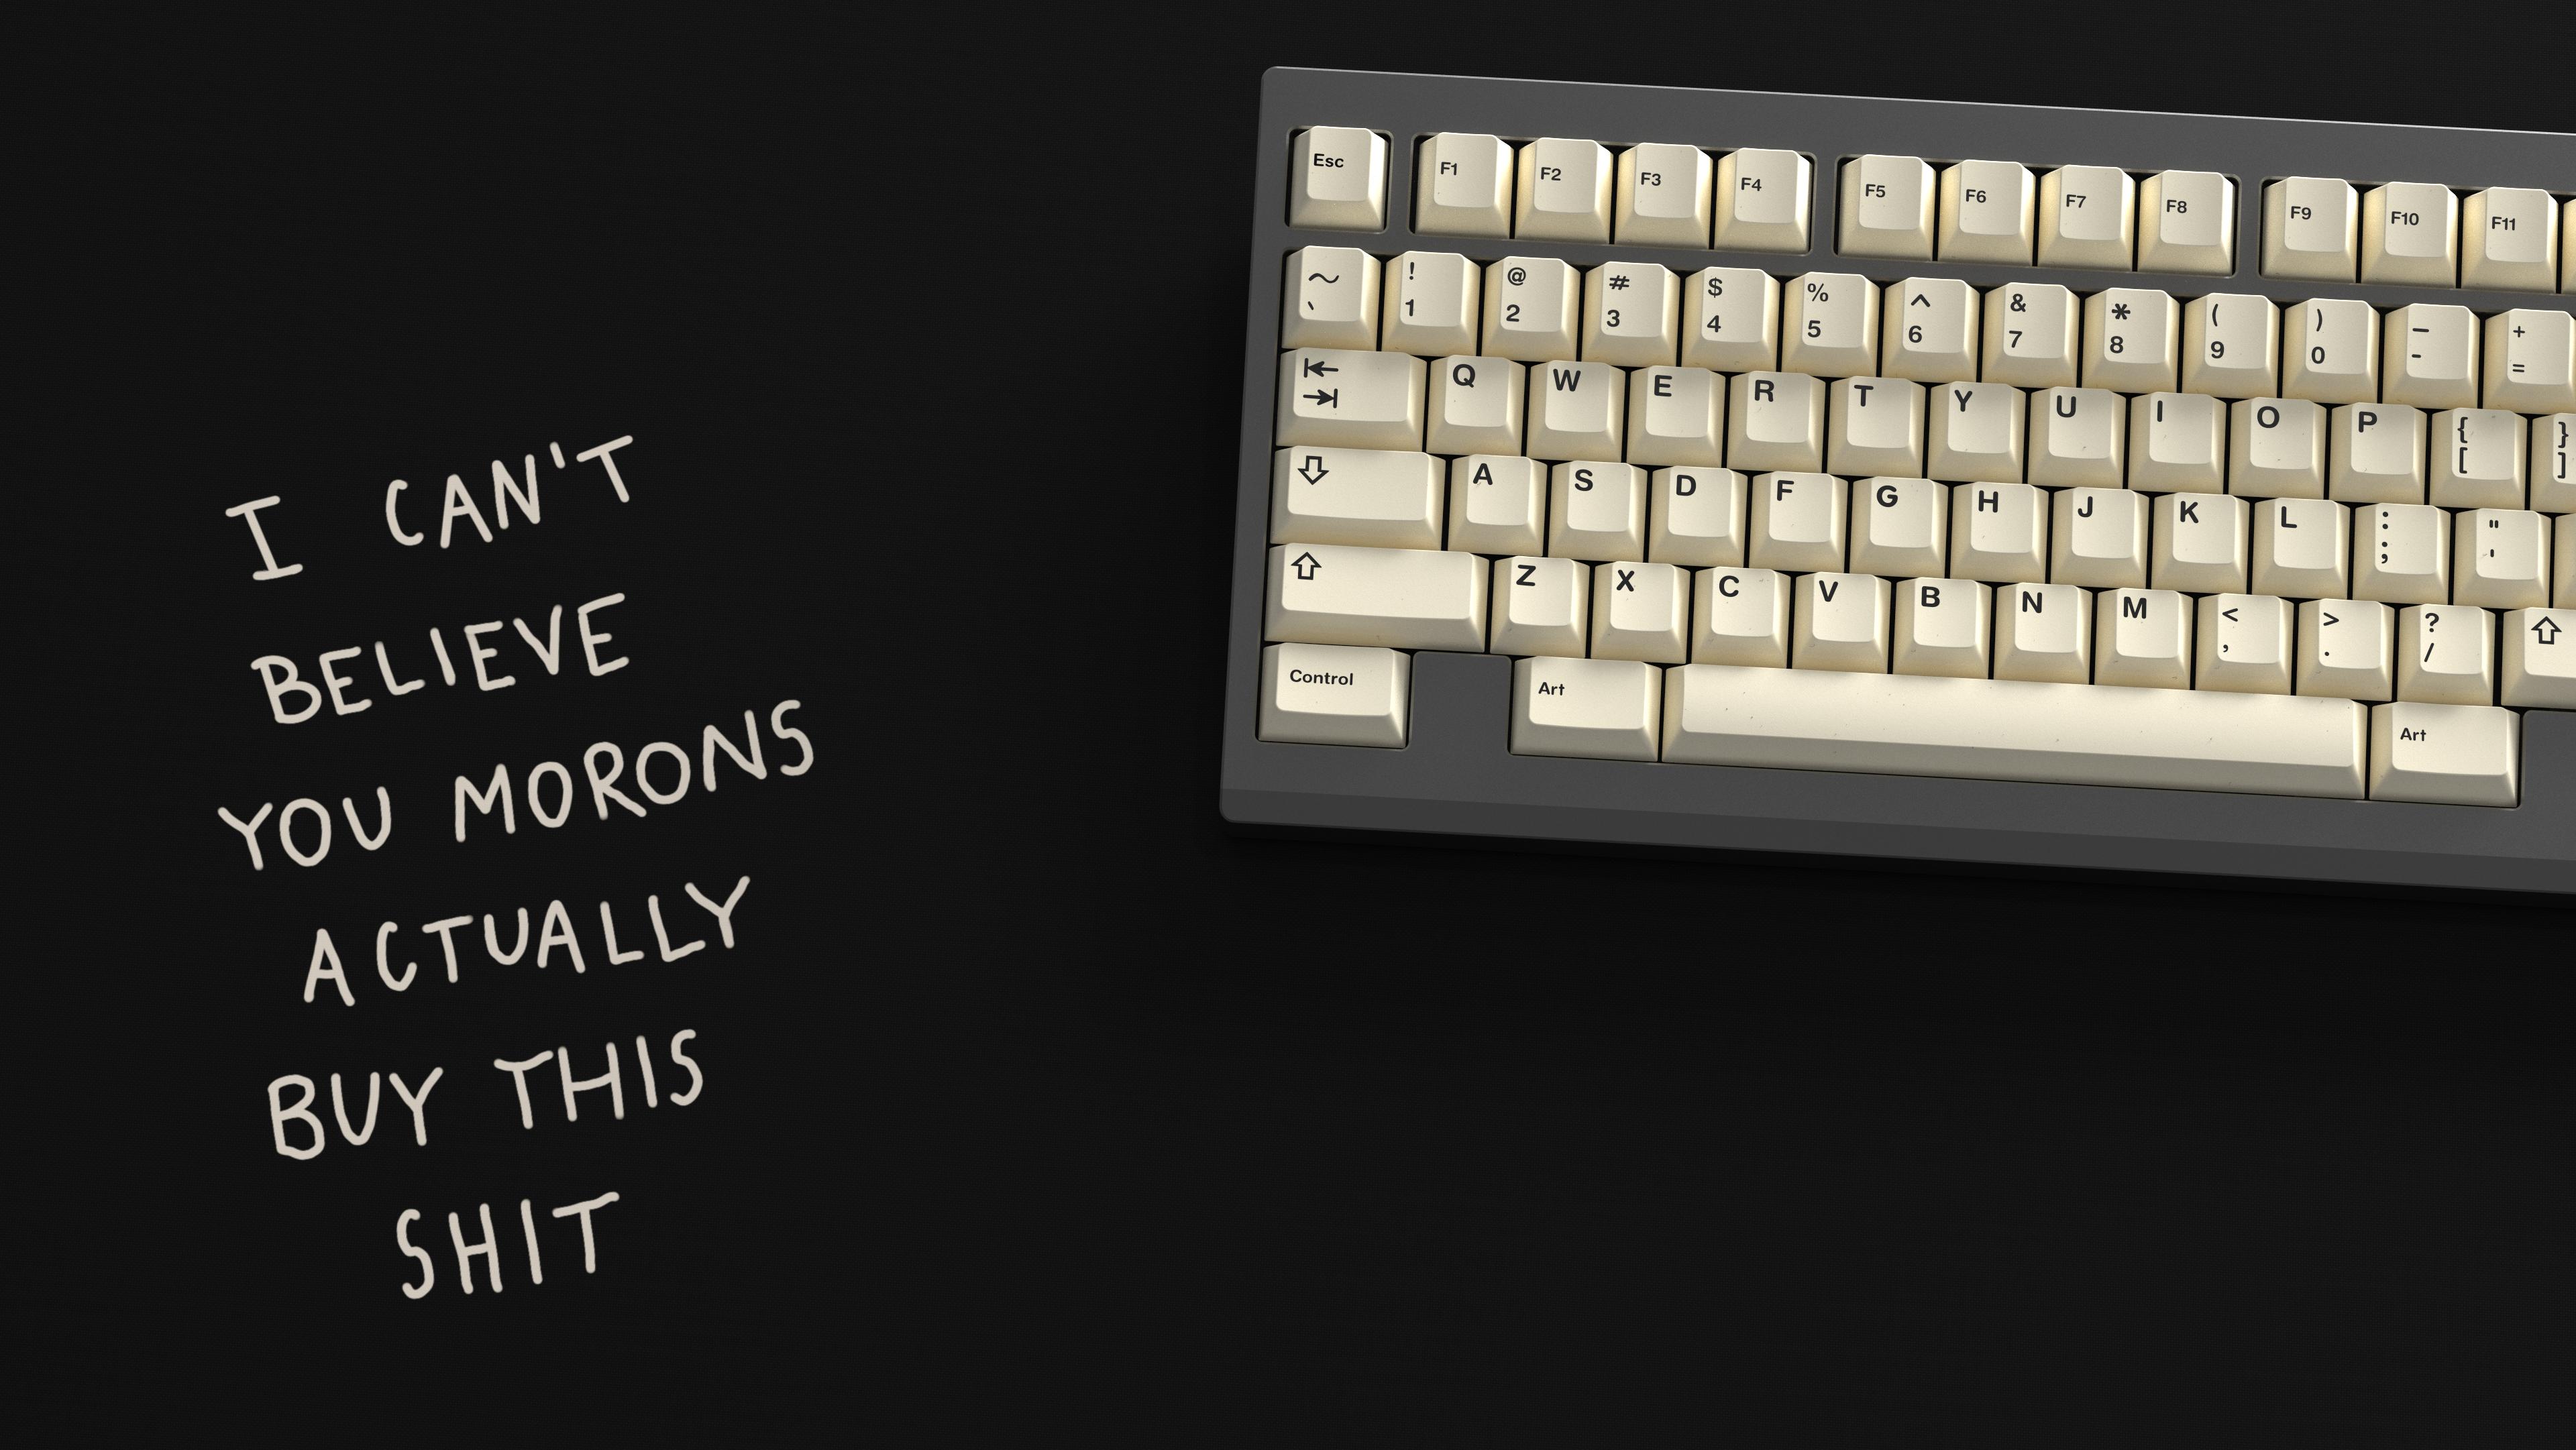 I CAN'T
BELIEVE
YOU MORONS
ACTUALLY
BUY THIS
SHIT
Esc F1 F2 F3 F4 F5 F6 F7 F8 F9 F10 F11
~ ! @ # $ % ^ & * ( ) _ +
` 1 2 3 4 5 6 7 8 9 0 - =
Q W E R T Y U I O P { }
[ ]
A S D F G H J K L : "
; '
Z X C V B N M < > ?
, . /
Control Art Art